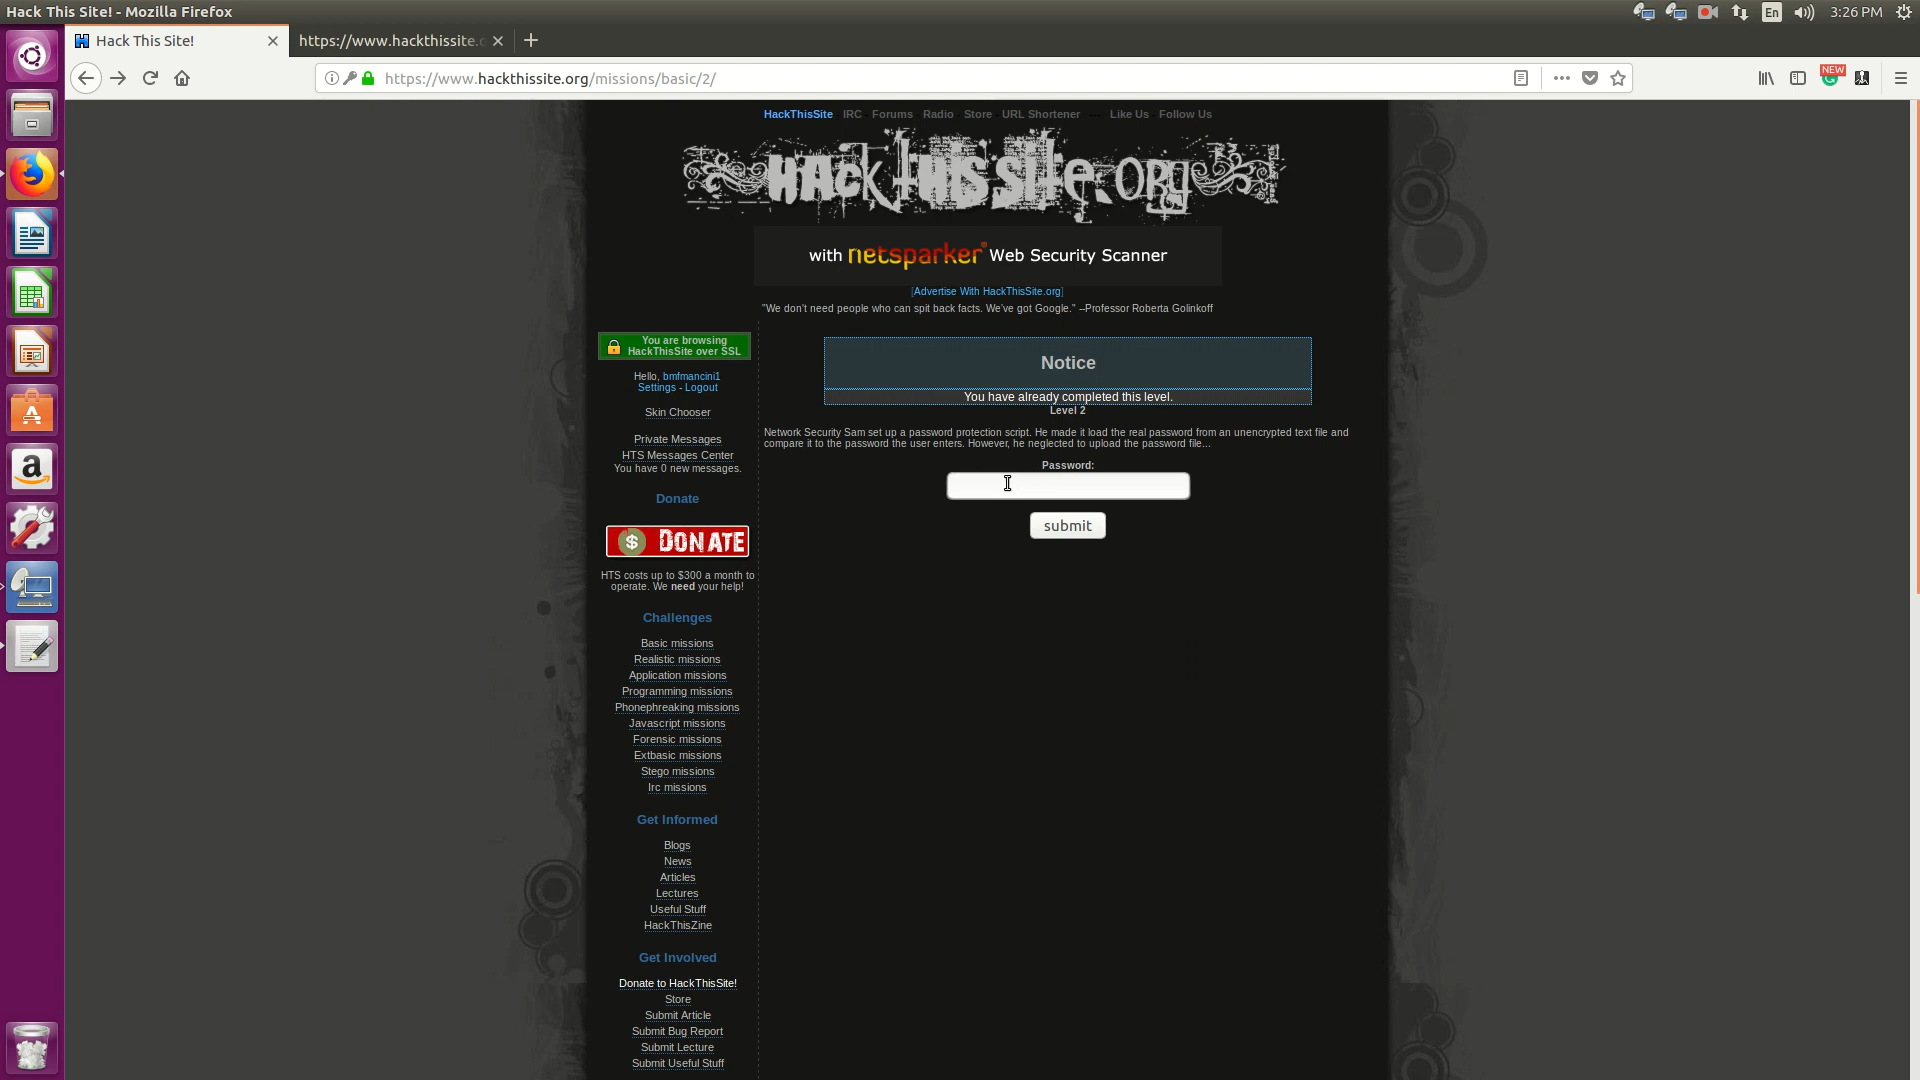 Hack This Site! - Mozilla Firefox
En
3:26 PM
Hack This Site!
https://www.hackthissite.
NEW
https://www.hackthissite.org/missions/basic/2/
HackThisSite IRC Forums Radio Store URL Shortener --- Like Us Follow Us
HACK THIS SITE.ORG
with netsparker® Web Security Scanner
[Advertise With HackThisSite.org]
"We don't need people who can spit back facts. We've got Google." --Professor Roberta Golinkoff
You are browsing
HackThisSite over SSL
Hello, bmfmancini1
Settings - Logout
Skin Chooser
Private Messages
HTS Messages Center
You have 0 new messages.
Donate
$ DONATE
HTS costs up to $300 a month to
operate. We need your help!
Challenges
Basic missions
Realistic missions
Application missions
Programming missions
Phonephreaking missions
Javascript missions
Forensic missions
Extbasic missions
Stego missions
Irc missions
Get Informed
Blogs
News
Articles
Lectures
Useful Stuff
HackThisZine
Get Involved
Donate to HackThisSite!
Store
Submit Article
Submit Bug Report
Submit Lecture
Submit Useful Stuff
Notice
You have already completed this level.
Level 2
Network Security Sam set up a password protection script. He made it load the real password from an unencrypted text file and
compare it to the password the user enters. However, he neglected to upload the password file...
Password:
submit